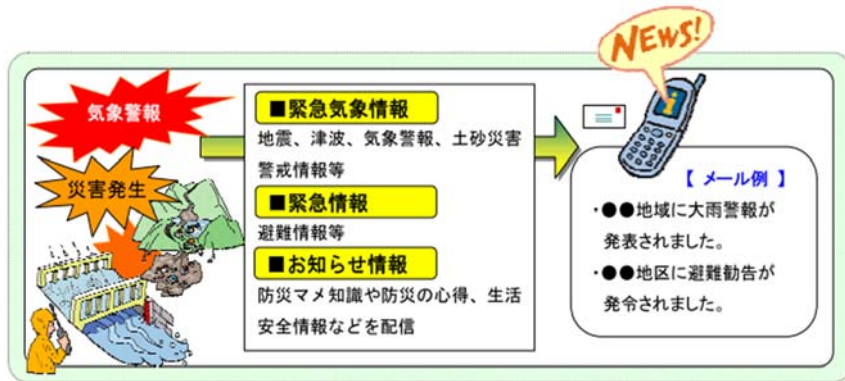 NEWS!
気象警報
災害発生
■緊急気象情報
地震、津波、気象警報、土砂災害
警戒情報等
■緊急情報
避難情報等
■お知らせ情報
防災マメ知識や防災の心得、生活
安全情報などを配信
【 メール例 】
・●●地域に大雨警報が
発表されました。
・●●地区に避難勧告が
発令されました。